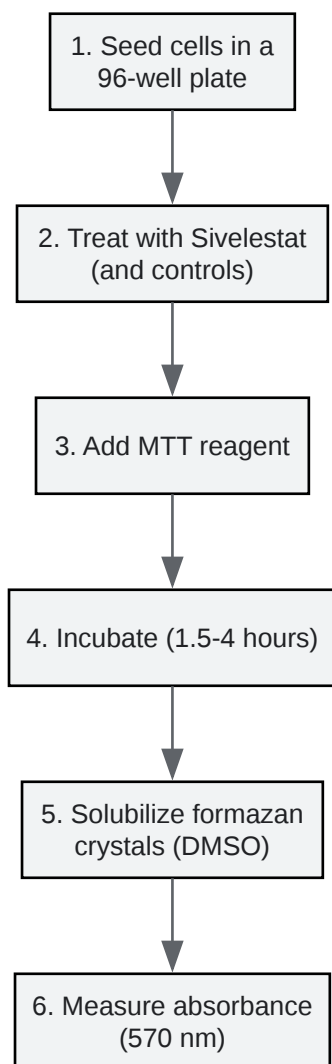 1. Seed cells in a
96-well plate
2. Treat with Sivelestat
(and controls)
3. Add MTT reagent
4. Incubate (1.5-4 hours)
5. Solubilize formazan
crystals (DMSO)
6. Measure absorbance
(570 nm)